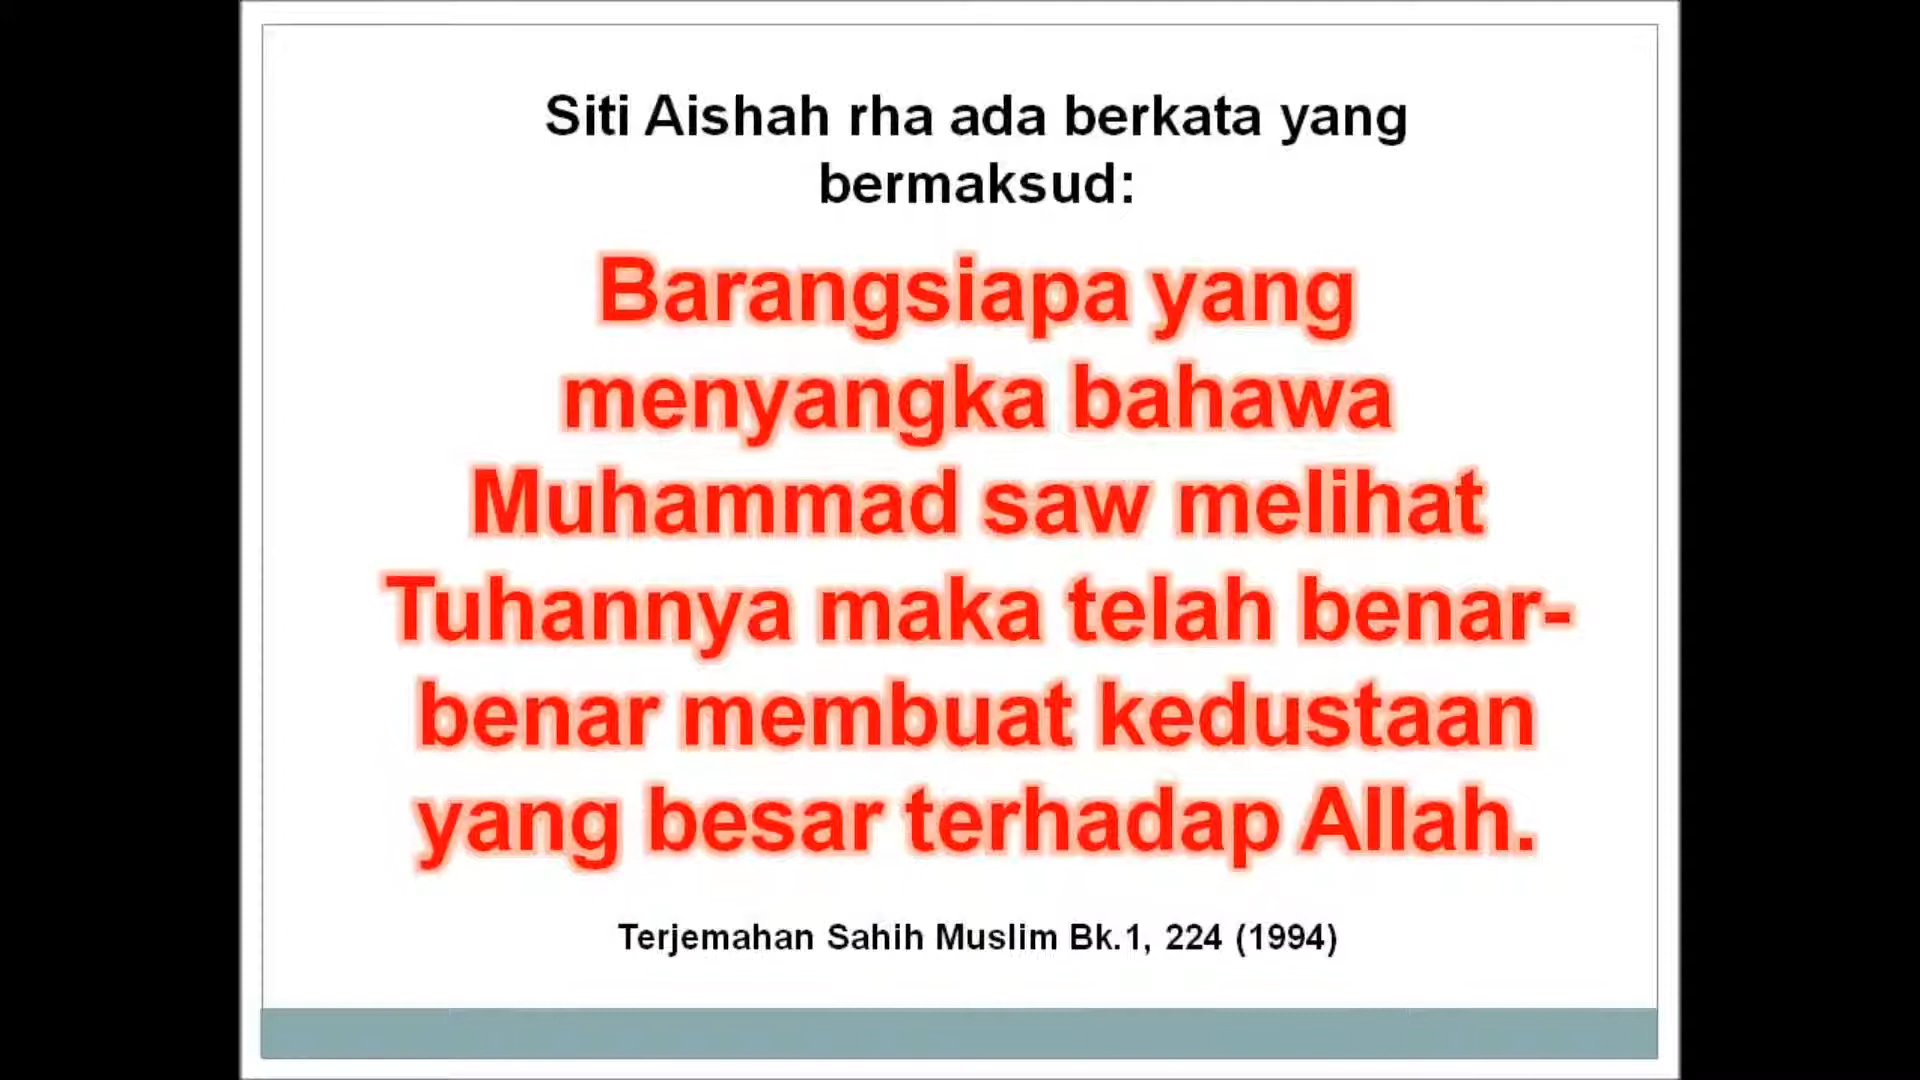 Siti Aishah rha ada berkata yang
bermaksud:
Barangsiapa yang
menyangka bahawa
Muhammad saw melihat
Tuhannya maka telah benar-
benar membuat kedustaan
yang besar terhadap Allah.
Terjemahan Sahih Muslim Bk.1, 224 (1994)